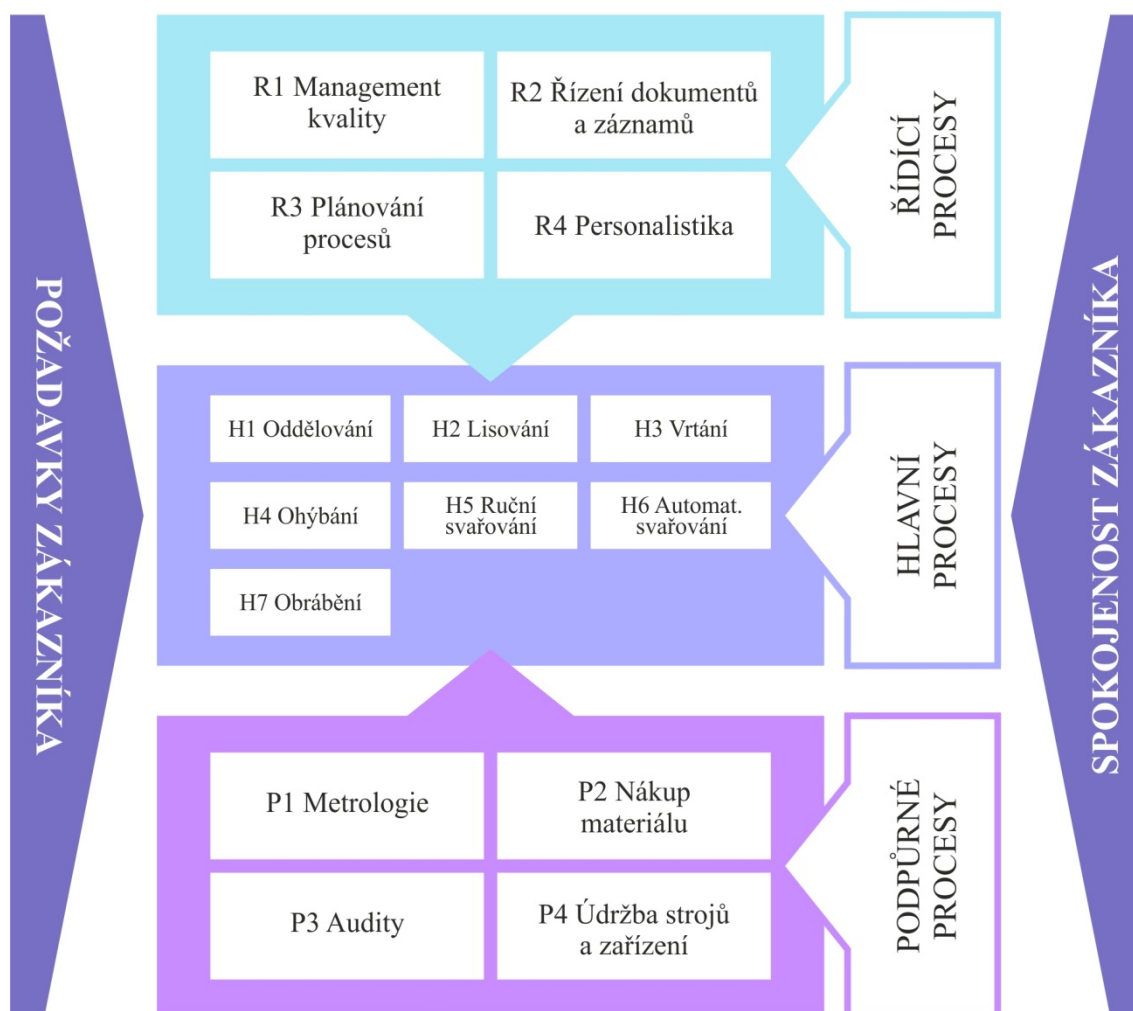 POŽADAVKY ZÁKAZNÍKA
R1 Management
kvality
R2 Řízení dokumentů
a záznamů
R3 Plánování
procesů
R4 Personalistika
ŘÍDÍCÍ
PROCESY
H1 Oddělování
H2 Lisování
H3 Vrtání
H4 Ohýbání
H5 Ruční
svařování
H6 Automat.
svařování
H7 Obrábění
HLAVNÍ
PROCESY
P1 Metrologie
P2 Nákup
materiálu
P3 Audity
P4 Údržba strojů
a zařízení
PODPŮRNÉ
PROCESY
SPOKOJENOST ZÁKAZNÍKA